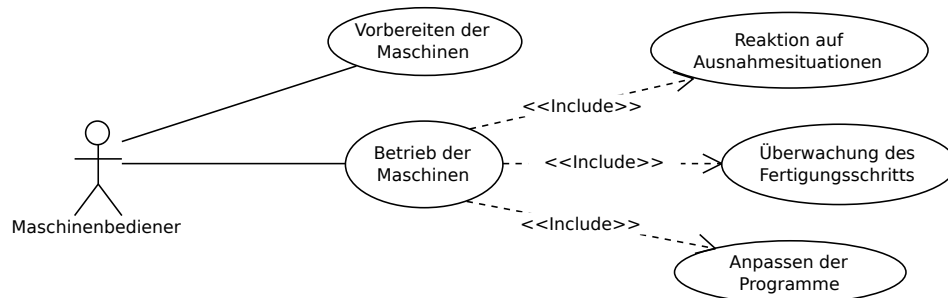 Vorbereiten der
Maschinen
Reaktion auf
Ausnahmesituationen
<<Include>>
Betrieb der
Maschinen
<<Include>>
Überwachung des
Fertigungsschritts
Maschinenbediener
<<Include>>
Anpassen der
Programme